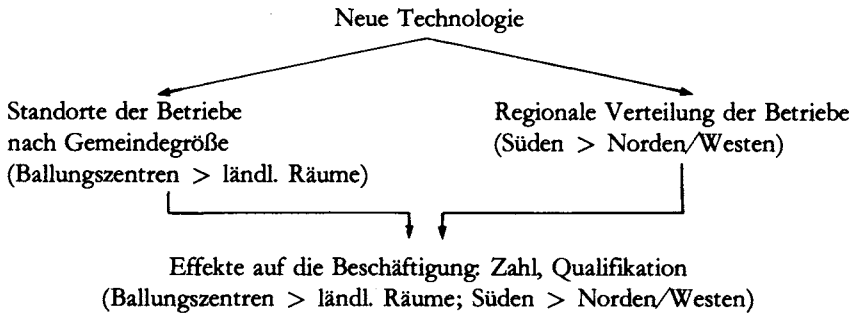 Neue Technologie
Standorte der Betriebe
nach Gemeindegröße
(Ballungszentren > ländl. Räume)
Regionale Verteilung der Betriebe
(Süden > Norden/Westen)
Effekte auf die Beschäftigung: Zahl, Qualifikation
(Ballungszentren > ländl. Räume; Süden > Norden/Westen)